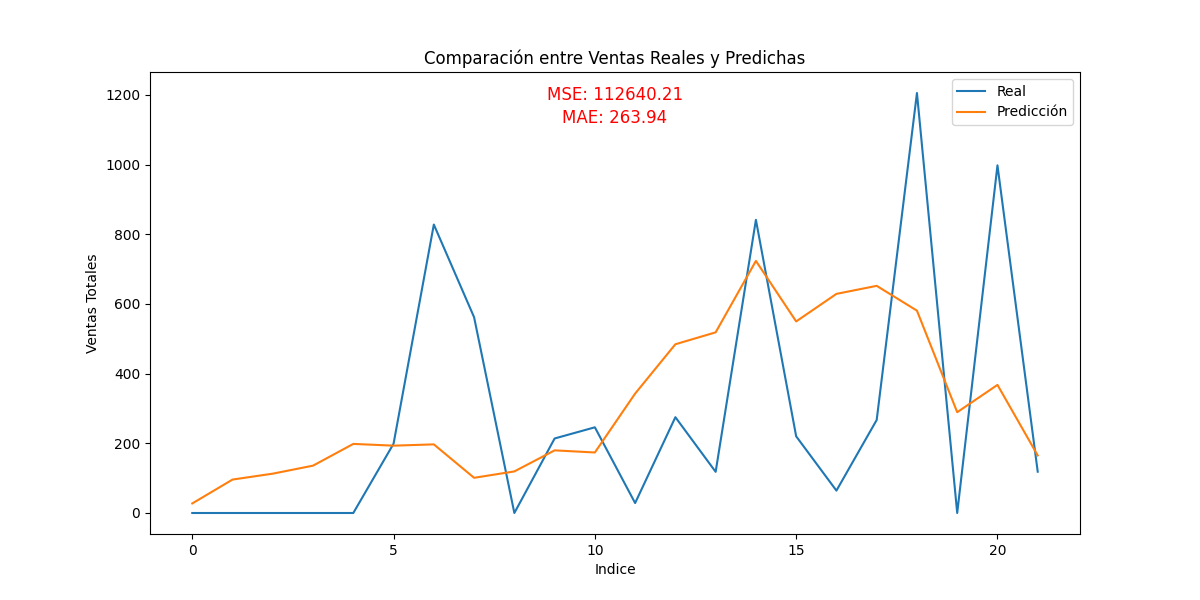 Comparación entre Ventas Reales y Predichas
MSE: 112640.21
MAE: 263.94
Real
Predicción
Ventas Totales
1200
1000
800
600
400
200
0
0 5 10 15 20
Indice